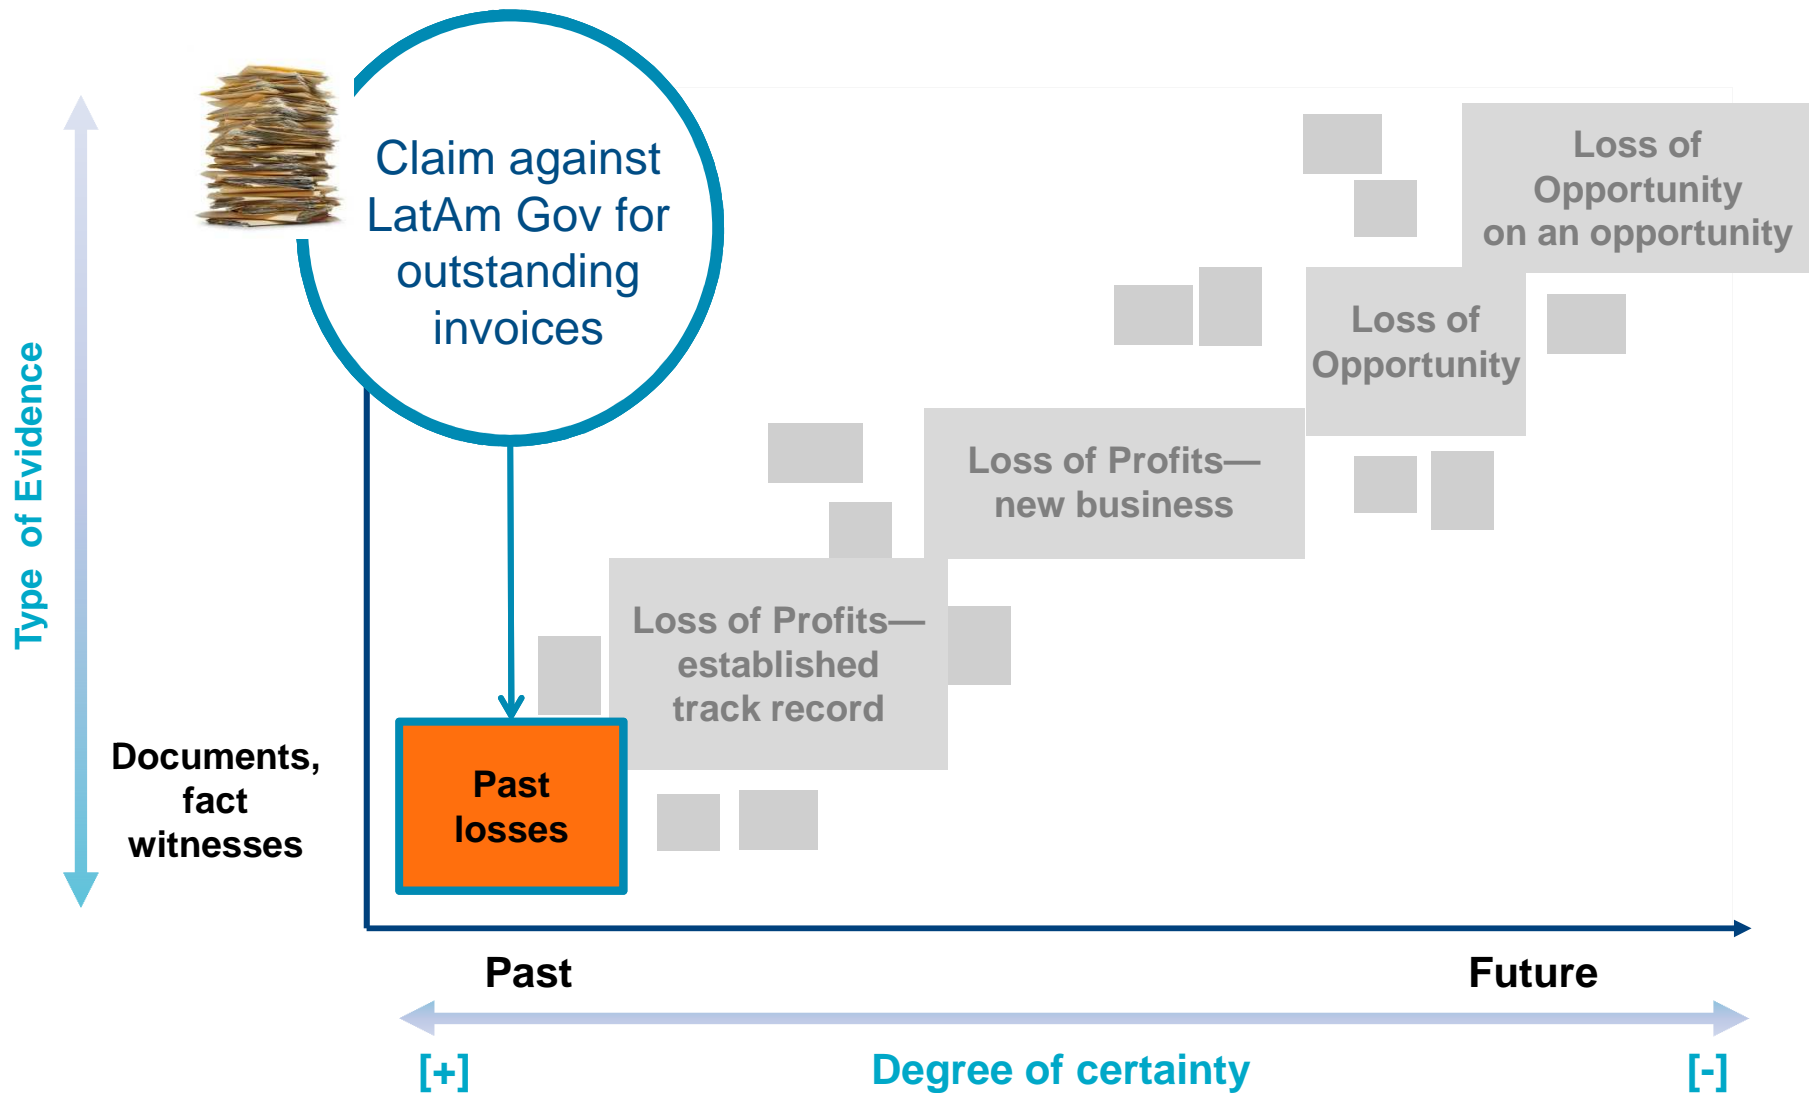 Claim against
LatAm Gov for
outstanding
invoices
Loss of
Opportunity
on an opportunity
Loss of
Opportunity
Loss of Profits—
new business
Loss of Profits—
established
track record
Type of Evidence
Documents,
fact
witnesses
Past
losses
Past
Future
[+]
Degree of certainty
[-]